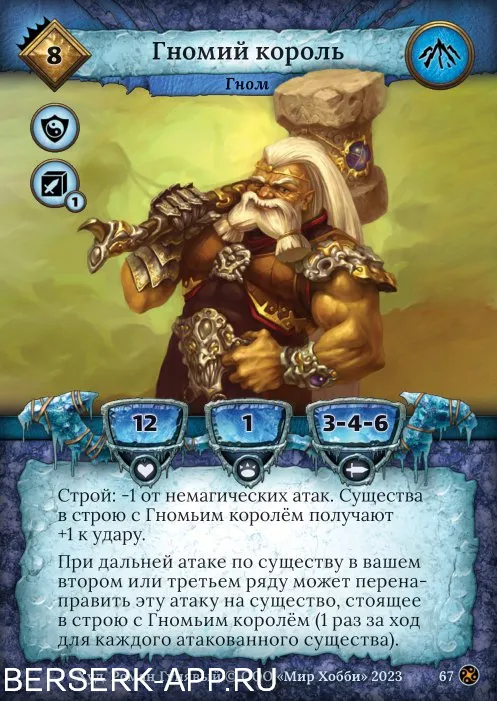 8
Гномий король
Гном
1
12
1
3-4-6
Строй: -1 от немагических атак. Существа
в строю с Гномьим королём получают
+1 к удару.
При дальней атаке по существу в вашем
втором или третьем ряду может перена-
править эту атаку на существо, стоящее
в строю с Гномьим королём (1 раз за ход
для каждого атакованного существа).
© ООО «Мир Хобби» 2023
67
BERSERK-APP.RU